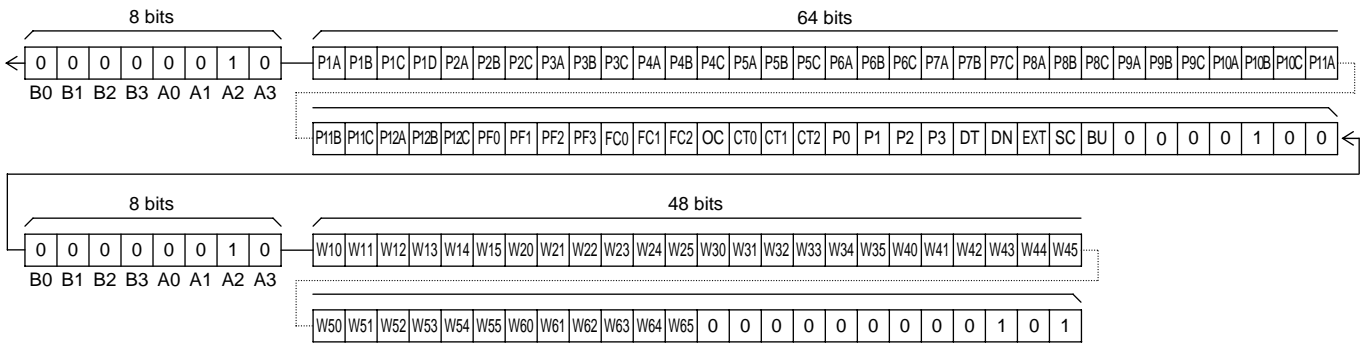 8 bits 64 bits
0 0 0 0 0 0 1 0 P1A P1B P1C P1D P2A P2B P2C P3A P3B P3C P4A P4B P4C P5A P5B P5C P6A P6B P6C P7A P7B P7C P8A P8B P8C P9A P9B P9C P10A P10B P10C P11A
B0 B1 B2 B3 A0 A1 A2 A3
P11B P11C P12A P12B P12C PF0 PF1 PF2 PF3 FC0 FC1 FC2 OC CT0 CT1 CT2 P0 P1 P2 P3 DT DN EXT SC BU 0 0 0 0 1 0 0
8 bits 48 bits
0 0 0 0 0 0 1 0 W10 W11 W12 W13 W14 W15 W20 W21 W22 W23 W24 W25 W30 W31 W32 W33 W34 W35 W40 W41 W42 W43 W44 W45
B0 B1 B2 B3 A0 A1 A2 A3
W50 W51 W52 W53 W54 W55 W60 W61 W62 W63 W64 W65 0 0 0 0 0 0 0 0 0 1 0 1